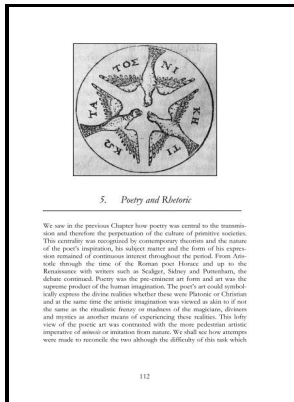 ΤΟΣ
ΝΙ
ΚΗ
ΤΙ
ΚΩ
ΤΑ
5. Poetry and Rhetoric
We saw in the previous Chapter how poetry was central to the transmis-
sion and therefore the perpetuation of the culture of primitive societies.
This centrality was recognized by contemporary theorists and the nature
of the poet's inspiration, his subject matter and the form of his expres-
sion remained of continuous interest throughout the period. From Aris-
totle through the time of the Roman poet Horace and up to the
Renaissance with writers such as Scaliger, Sidney and Puttenham, the
debate continued. Poetry was the pre-eminent art form and art was the
supreme product of the human imagination. The poet's art could symbol-
ically express the divine realities whether these were Platonic or Christian
and at the same time the artistic imagination was viewed as akin to if not
the same as the ritualistic frenzy or madness of the magicians, diviners
and mystics as another means of experiencing these realities. This lofty
view of the poetic art was contrasted with the more pedestrian artistic
imperative of mimesis or imitation from nature. We shall see how attempts
were made to reconcile the two although the difficulty of this task which
112